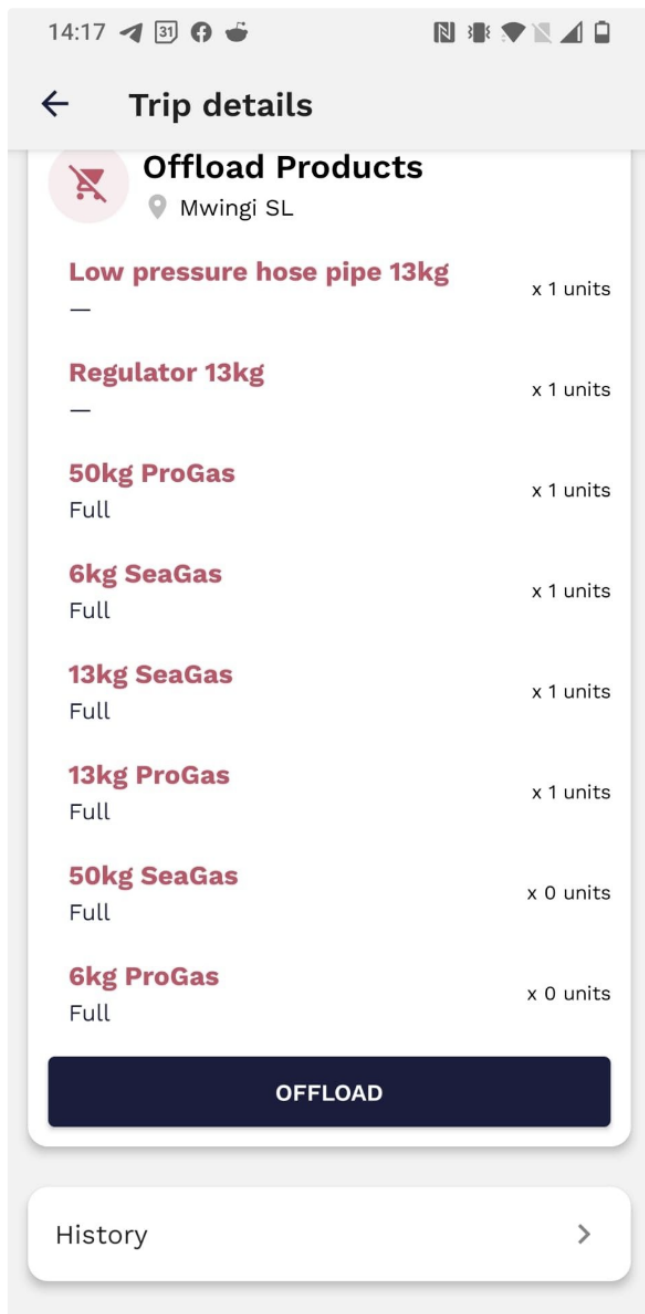 14:17 31
Trip details
Offload Products
Mwingi SL
Low pressure hose pipe 13kg
x 1 units
—
Regulator 13kg
x 1 units
—
50kg ProGas
x 1 units
Full
6kg SeaGas
x 1 units
Full
13kg SeaGas
x 1 units
Full
13kg ProGas
x 1 units
Full
50kg SeaGas
x 0 units
Full
6kg ProGas
x 0 units
Full
OFFLOAD
History